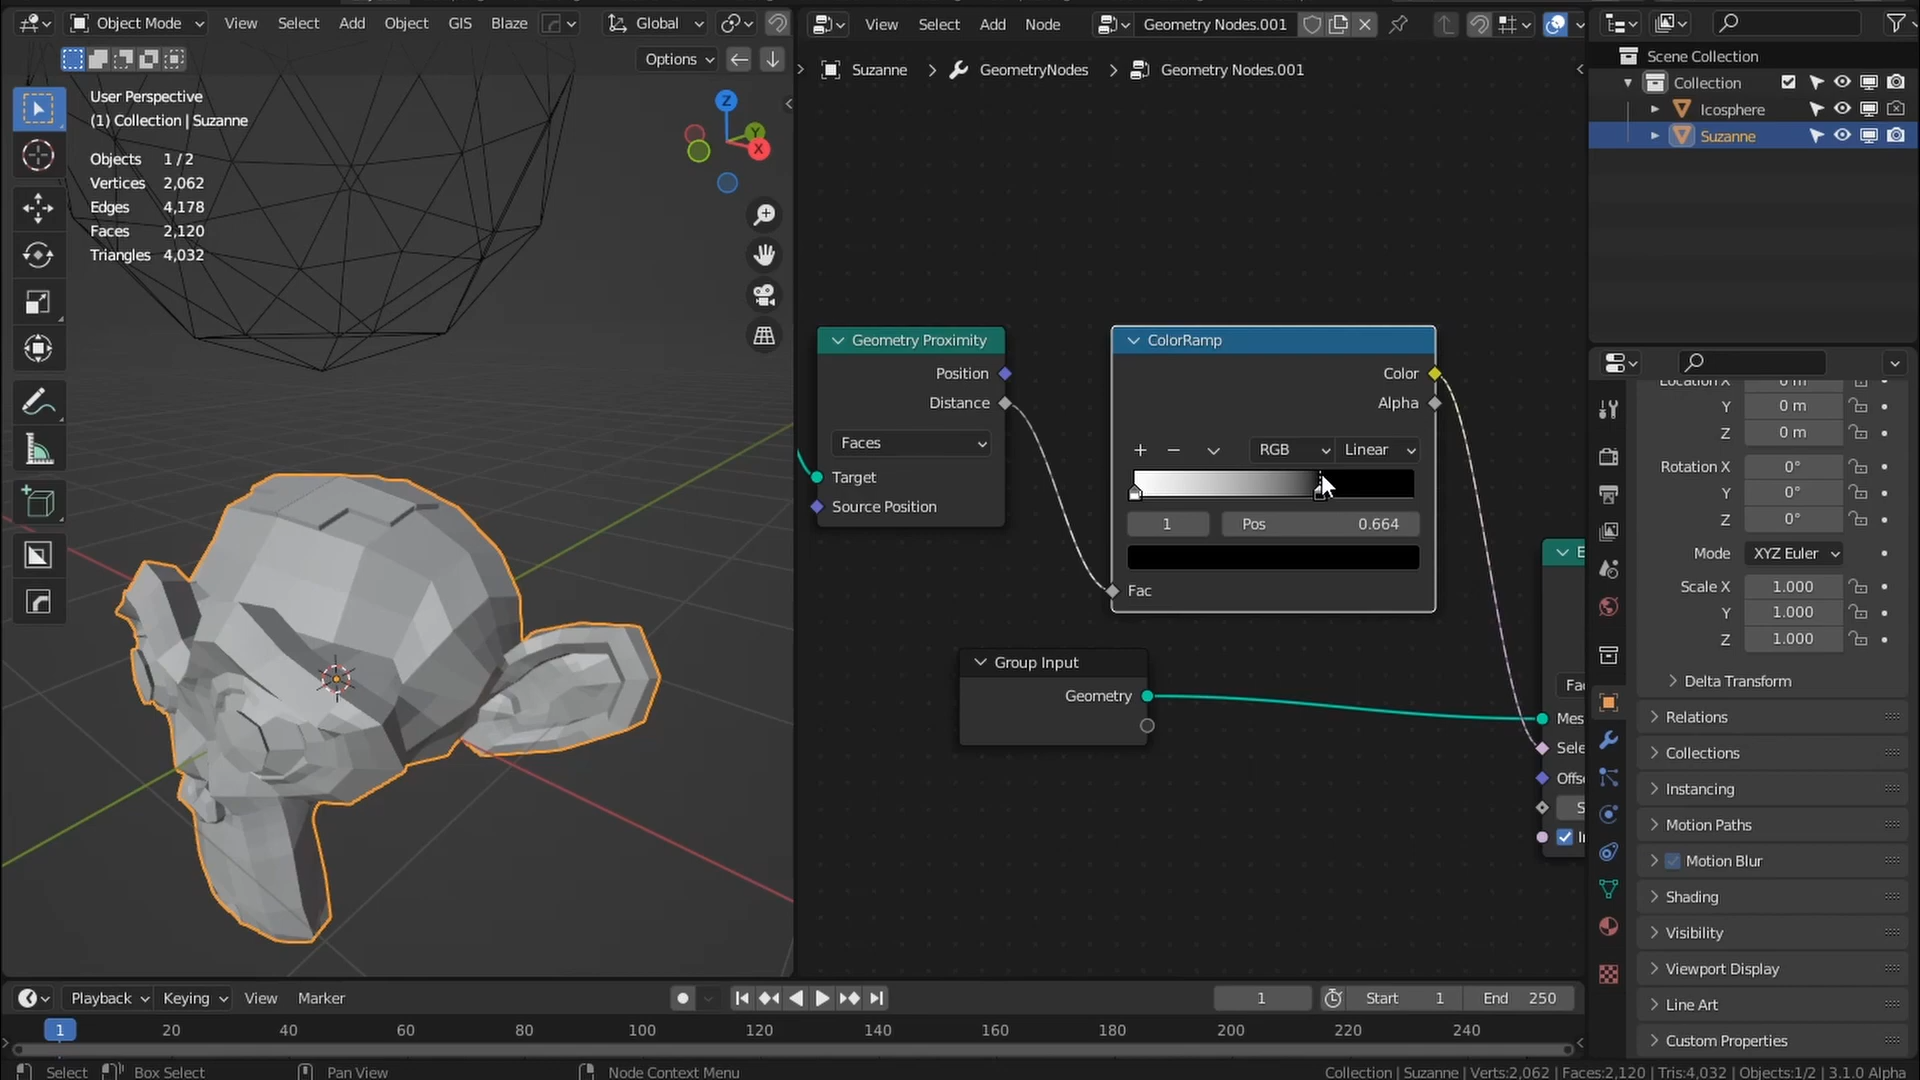 Object Mode View Select Add Object GIS Blaze Global
Options
User Perspective
(1) Collection | Suzanne
Objects 1 / 2
Vertices 2,062
Edges 4,178
Faces 2,120
Triangles 4,032
Z
Y
X
View Select Add Node Geometry Nodes.001
Suzanne GeometryNodes Geometry Nodes.001
Geometry Proximity
Position
Distance
Faces
Target
Source Position
ColorRamp
Color
Alpha
RGB Linear
1 Pos 0.664
Fac
Group Input
Geometry
E
Fac
Mes
Sele
Offs
S
Scene Collection
Collection
Icosphere
Suzanne
Location X 0 m
Y 0 m
Z 0 m
Rotation X 0°
Y 0°
Z 0°
Mode XYZ Euler
Scale X 1.000
Y 1.000
Z 1.000
Delta Transform
Relations
Collections
Instancing
Motion Paths
Motion Blur
Shading
Visibility
Viewport Display
Line Art
Custom Properties
Playback Keying View Marker 1 Start 1 End 250
1 20 40 60 80 100 120 140 160 180 200 220 240
Select Box Select Pan View Node Context Menu Collection | Suzanne | Verts:2,062 | Faces:2,120 | Tris:4,032 | Objects:1/2 | 3.1.0 Alpha